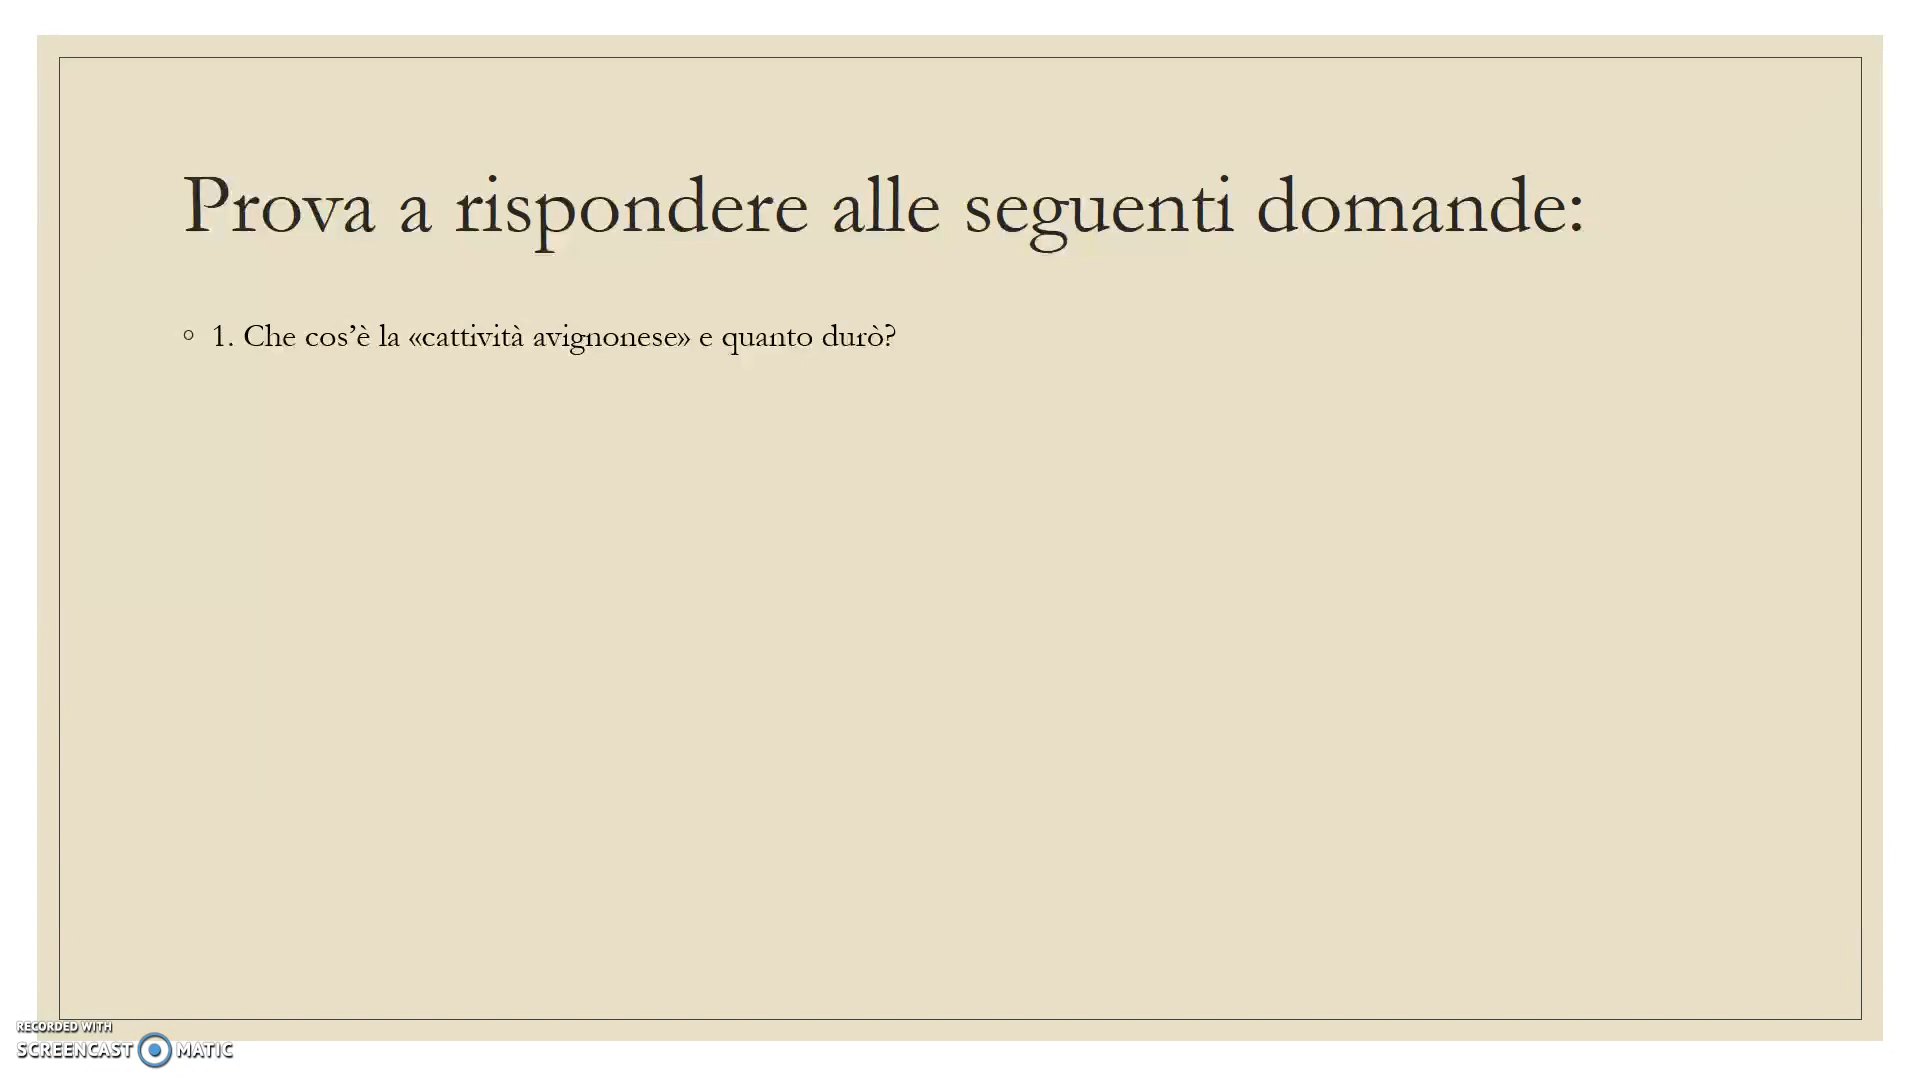 Prova a rispondere alle seguenti domande:
◦ 1. Che cos’è la «cattività avignonese» e quanto durò?
RECORDED WITH
SCREENCAST MATIC